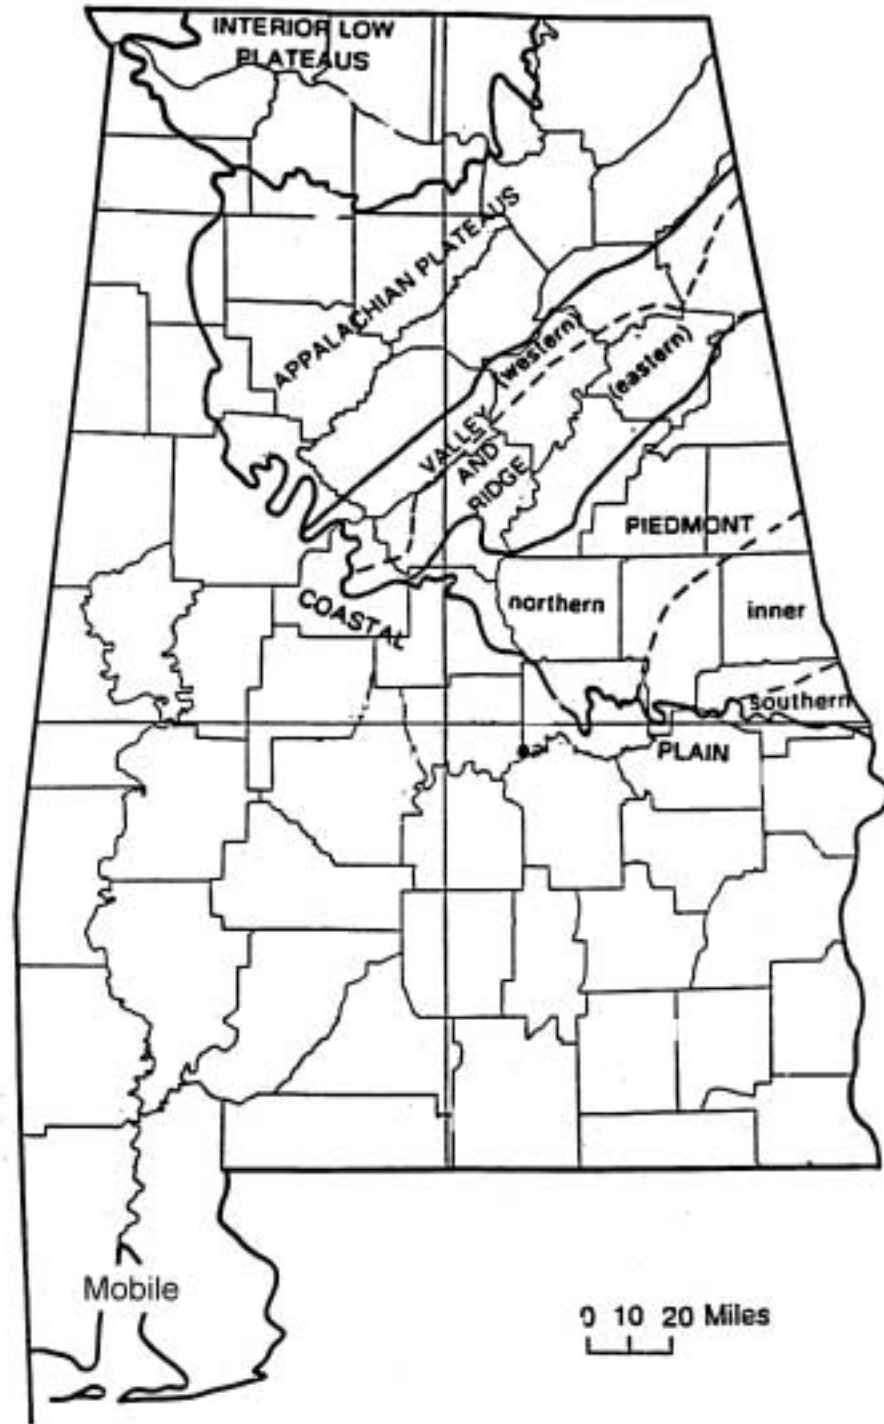 INTERIOR LOW
PLATEAUS
APPALACHIAN PLATEAUS
(western)
(eastern)
VALLEY
AND
RIDGE
PIEDMONT
COASTAL
northern
inner
southern
PLAIN
Mobile
0 10 20 Miles